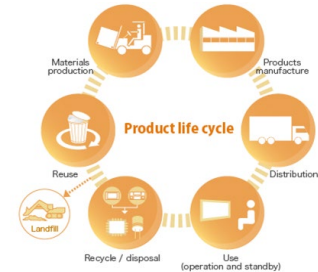 Materials
production
Products
manufacture
Product life cycle
Reuse
Distribution
Landfill
Recycle / disposal
Use
(operation and standby)